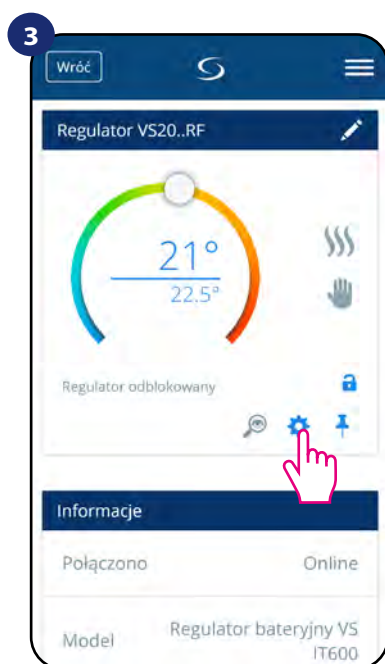 3
Wróć
Regulator VS20..RF
21°
22.5°
Regulator odblokowany
Informacje
Połączono Online
Model Regulator bateryjny VS
IT600